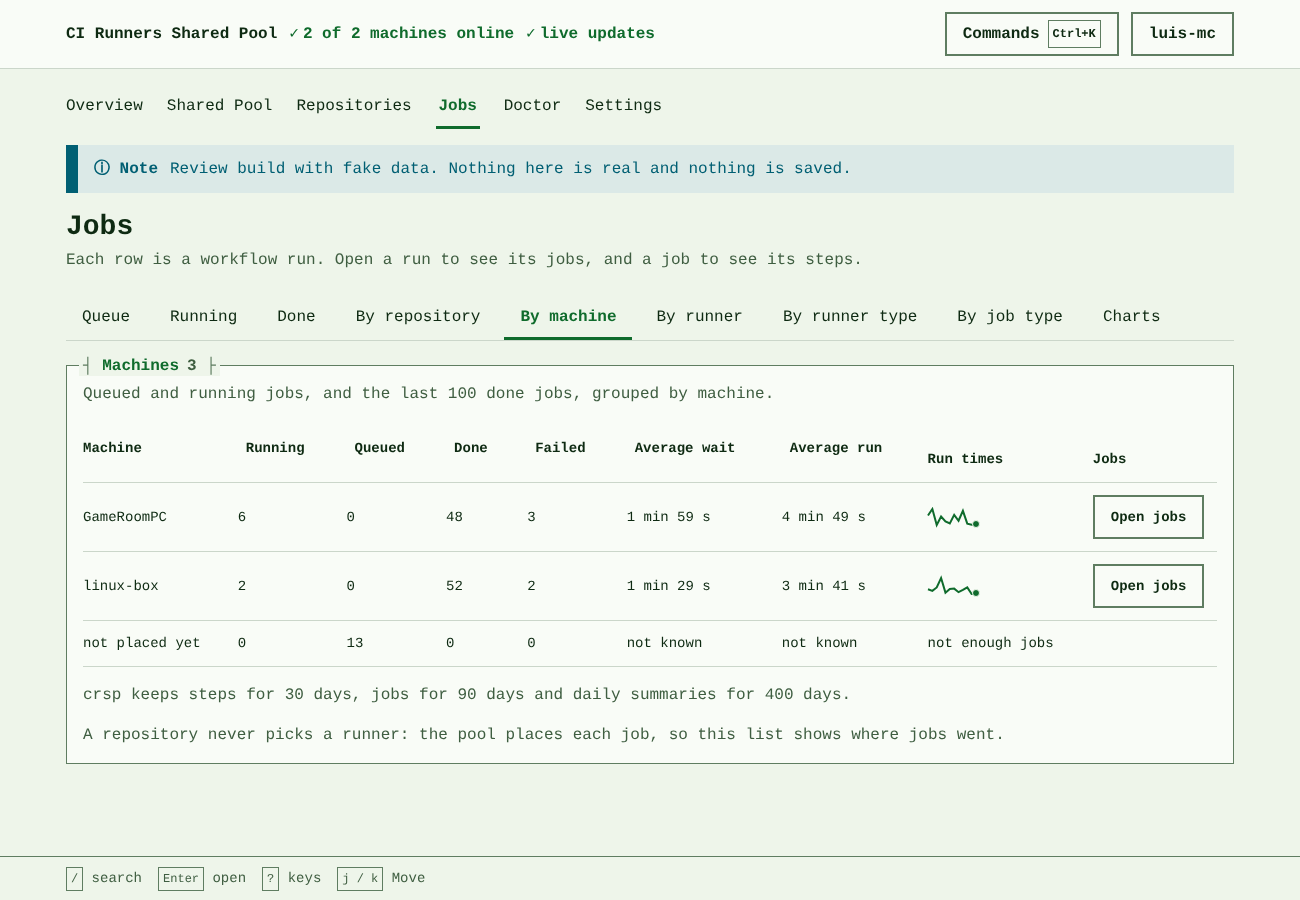 CI Runners Shared Pool ✓ 2 of 2 machines online ✓ live updates Commands Ctrl+K luis-mc
Overview Shared Pool Repositories Jobs Doctor Settings
ⓘ Note Review build with fake data. Nothing here is real and nothing is saved.
Jobs
Each row is a workflow run. Open a run to see its jobs, and a job to see its steps.
Queue Running Done By repository By machine By runner By runner type By job type Charts
┤ Machines 3 ├
Queued and running jobs, and the last 100 done jobs, grouped by machine.
Machine Running Queued Done Failed Average wait Average run Run times Jobs
GameRoomPC 6 0 48 3 1 min 59 s 4 min 49 s Open jobs
linux-box 2 0 52 2 1 min 29 s 3 min 41 s Open jobs
not placed yet 0 13 0 0 not known not known not enough jobs
crsp keeps steps for 30 days, jobs for 90 days and daily summaries for 400 days.
A repository never picks a runner: the pool places each job, so this list shows where jobs went.
/ search Enter open ? keys j / k Move